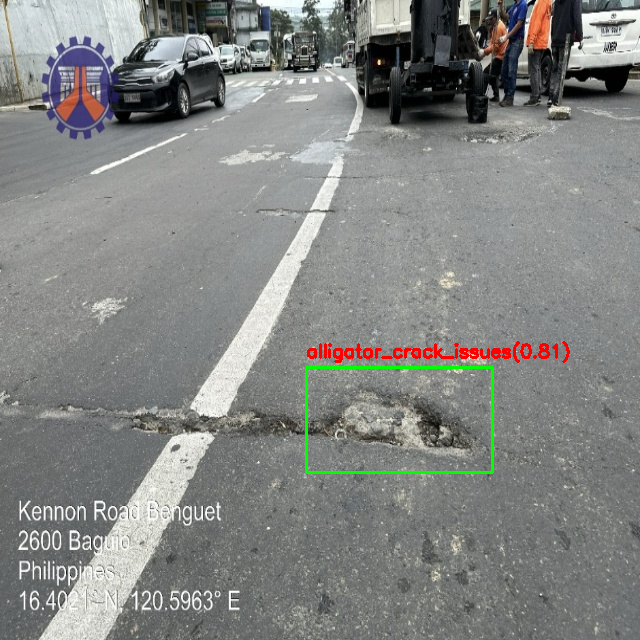 alligator_crack_issues(0.81)
Kennon Road Benguet
2600 Baguio
Philippines
16.4021° N, 120.5963° E